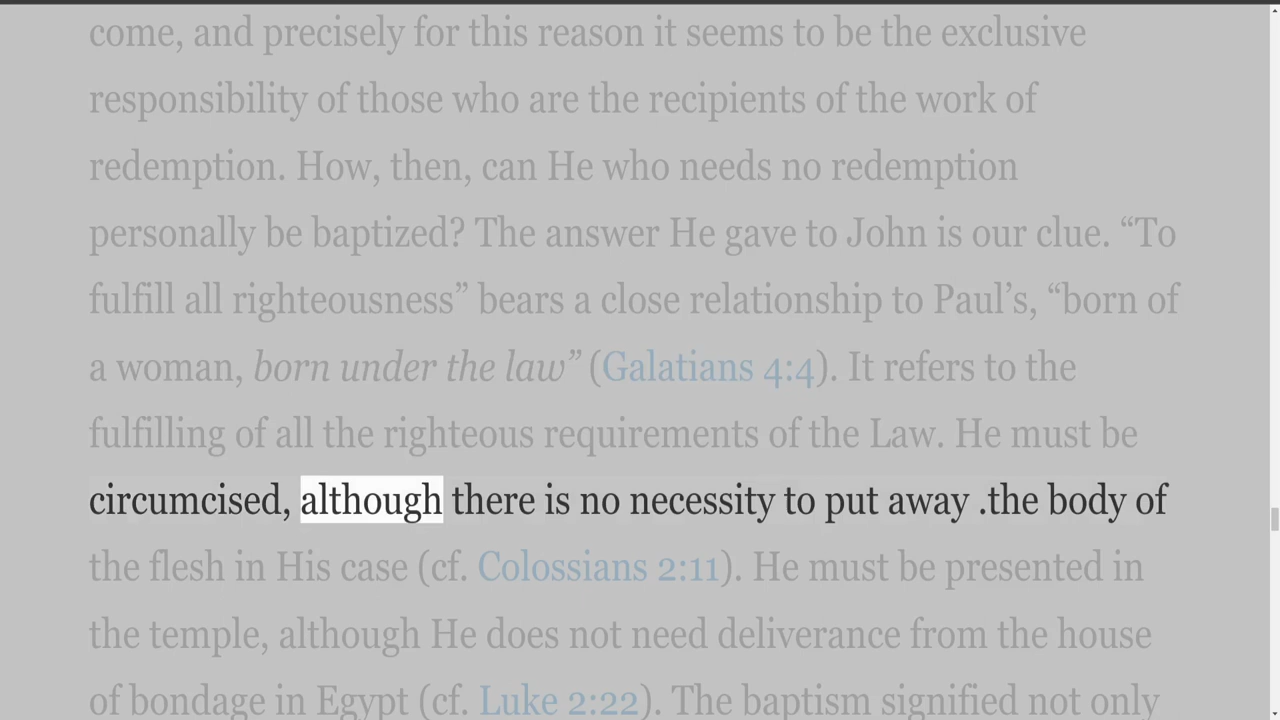 come, and precisely for this reason it seems to be the exclusive
responsibility of those who are the recipients of the work of
redemption. How, then, can He who needs no redemption
personally be baptized? The answer He gave to John is our clue. “To
fulfill all righteousness” bears a close relationship to Paul’s, “born of
a woman, born under the law” (Galatians 4:4). It refers to the
fulfilling of all the righteous requirements of the Law. He must be
circumcised, although there is no necessity to put away .the body of
the flesh in His case (cf. Colossians 2:11). He must be presented in
the temple, although He does not need deliverance from the house
of bondage in Egypt (cf. Luke 2:22). The baptism signified not only